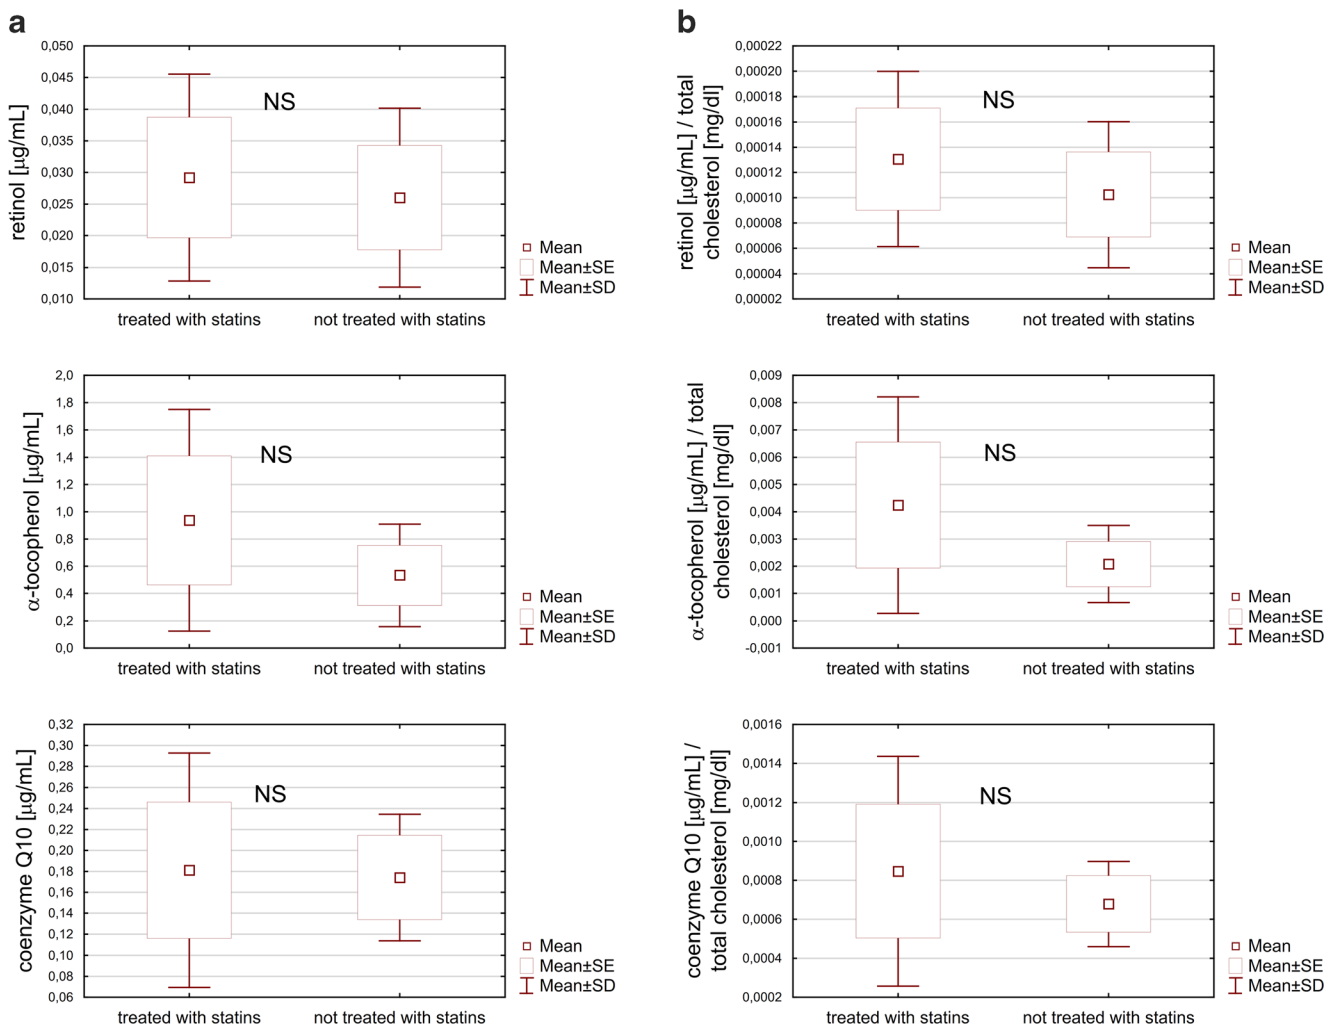 a
retinol [µg/mL]
0,050
0,045
0,040
0,035
0,030
0,025
0,020
0,015
0,010
NS
treated with statins
not treated with statins
Mean
Mean±SE
Mean±SD
b
retinol [µg/mL] / total
cholesterol [mg/dl]
0,00022
0,00020
0,00018
0,00016
0,00014
0,00012
0,00010
0,00008
0,00006
0,00004
0,00002
NS
treated with statins
not treated with statins
Mean
Mean±SE
Mean±SD
α-tocopherol [µg/mL]
2,0
1,8
1,6
1,4
1,2
1,0
0,8
0,6
0,4
0,2
0,0
NS
treated with statins
not treated with statins
Mean
Mean±SE
Mean±SD
α-tocopherol [µg/mL] / total
cholesterol [mg/dl]
0,009
0,008
0,007
0,006
0,005
0,004
0,003
0,002
0,001
0,000
-0,001
NS
treated with statins
not treated with statins
Mean
Mean±SE
Mean±SD
coenzyme Q10 [µg/mL]
0,32
0,30
0,28
0,26
0,24
0,22
0,20
0,18
0,16
0,14
0,12
0,10
0,08
0,06
NS
treated with statins
not treated with statins
Mean
Mean±SE
Mean±SD
coenzyme Q10 [µg/mL] /
total cholesterol [mg/dl]
0,0016
0,0014
0,0012
0,0010
0,0008
0,0006
0,0004
0,0002
NS
treated with statins
not treated with statins
Mean
Mean±SE
Mean±SD